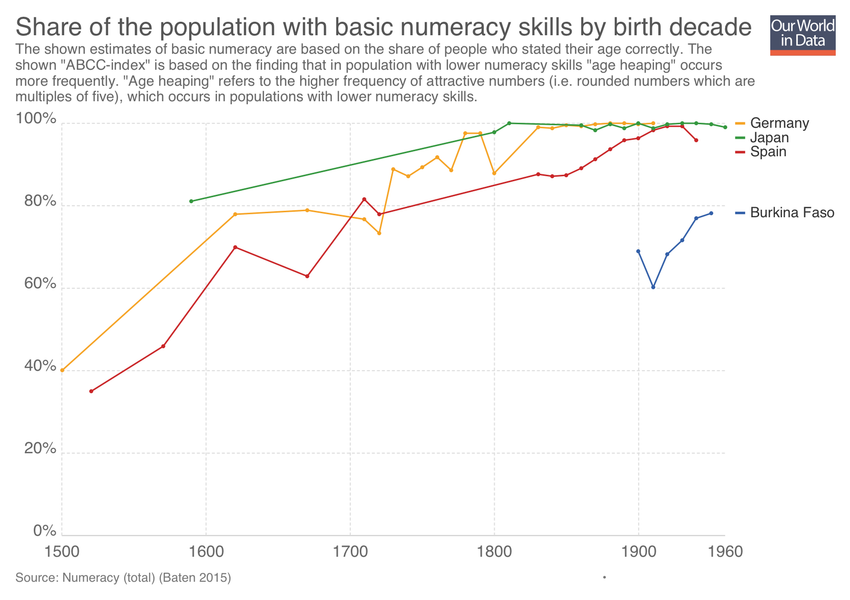 Share of the population with basic numeracy skills by birth decade
Our World
in Data
The shown estimates of basic numeracy are based on the share of people who stated their age correctly. The
shown "ABCC-index" is based on the finding that in population with lower numeracy skills "age heaping" occurs
more frequently. "Age heaping" refers to the higher frequency of attractive numbers (i.e. rounded numbers which are
multiples of five), which occurs in populations with lower numeracy skills.
100%
80%
60%
40%
20%
0%
Germany
Japan
Spain
Burkina Faso
1500
1600
1700
1800
1900
1960
Source: Numeracy (total) (Baten 2015)